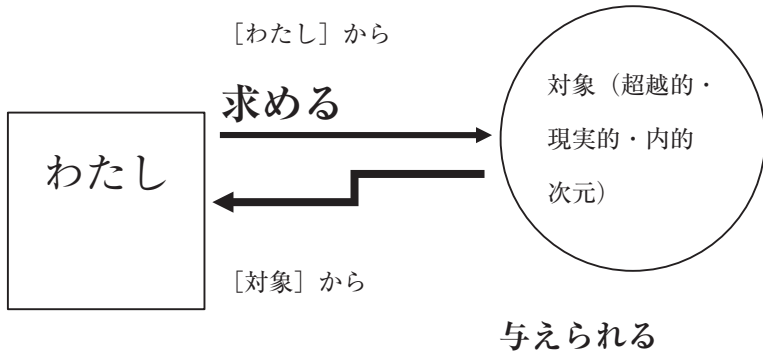 ［わたし］から
求める
わたし
対象（超越的・
現実的・内的
次元）
［対象］から
与えられる